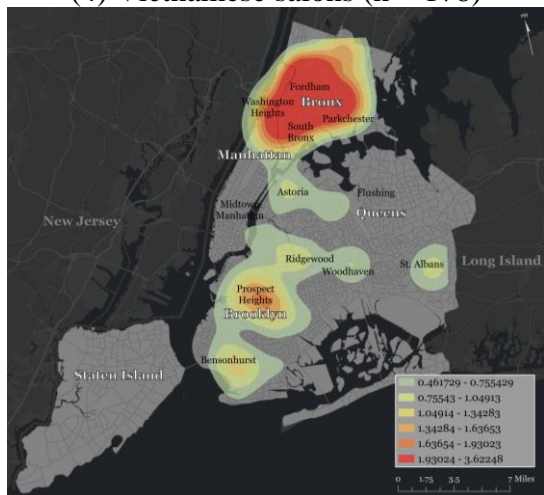 (4) Vietnamese salons (n = 178)
Fordham
Bronx
Washington
Heights
Parkchester
South
Bronx
Manhattan
Astoria
Flushing
Midtown
Manhattan
Queens
New Jersey
Ridgewood
Woodhaven
St. Albans
Long Island
Prospect
Heights
Brooklyn
Bensonhurst
Staten Island
0.461729 - 0.755429
0.75543 - 1.04913
1.04914 - 1.34283
1.34284 - 1.63653
1.63654 - 1.93023
1.93024 - 3.62248
0 1.75 3.5 7 Miles